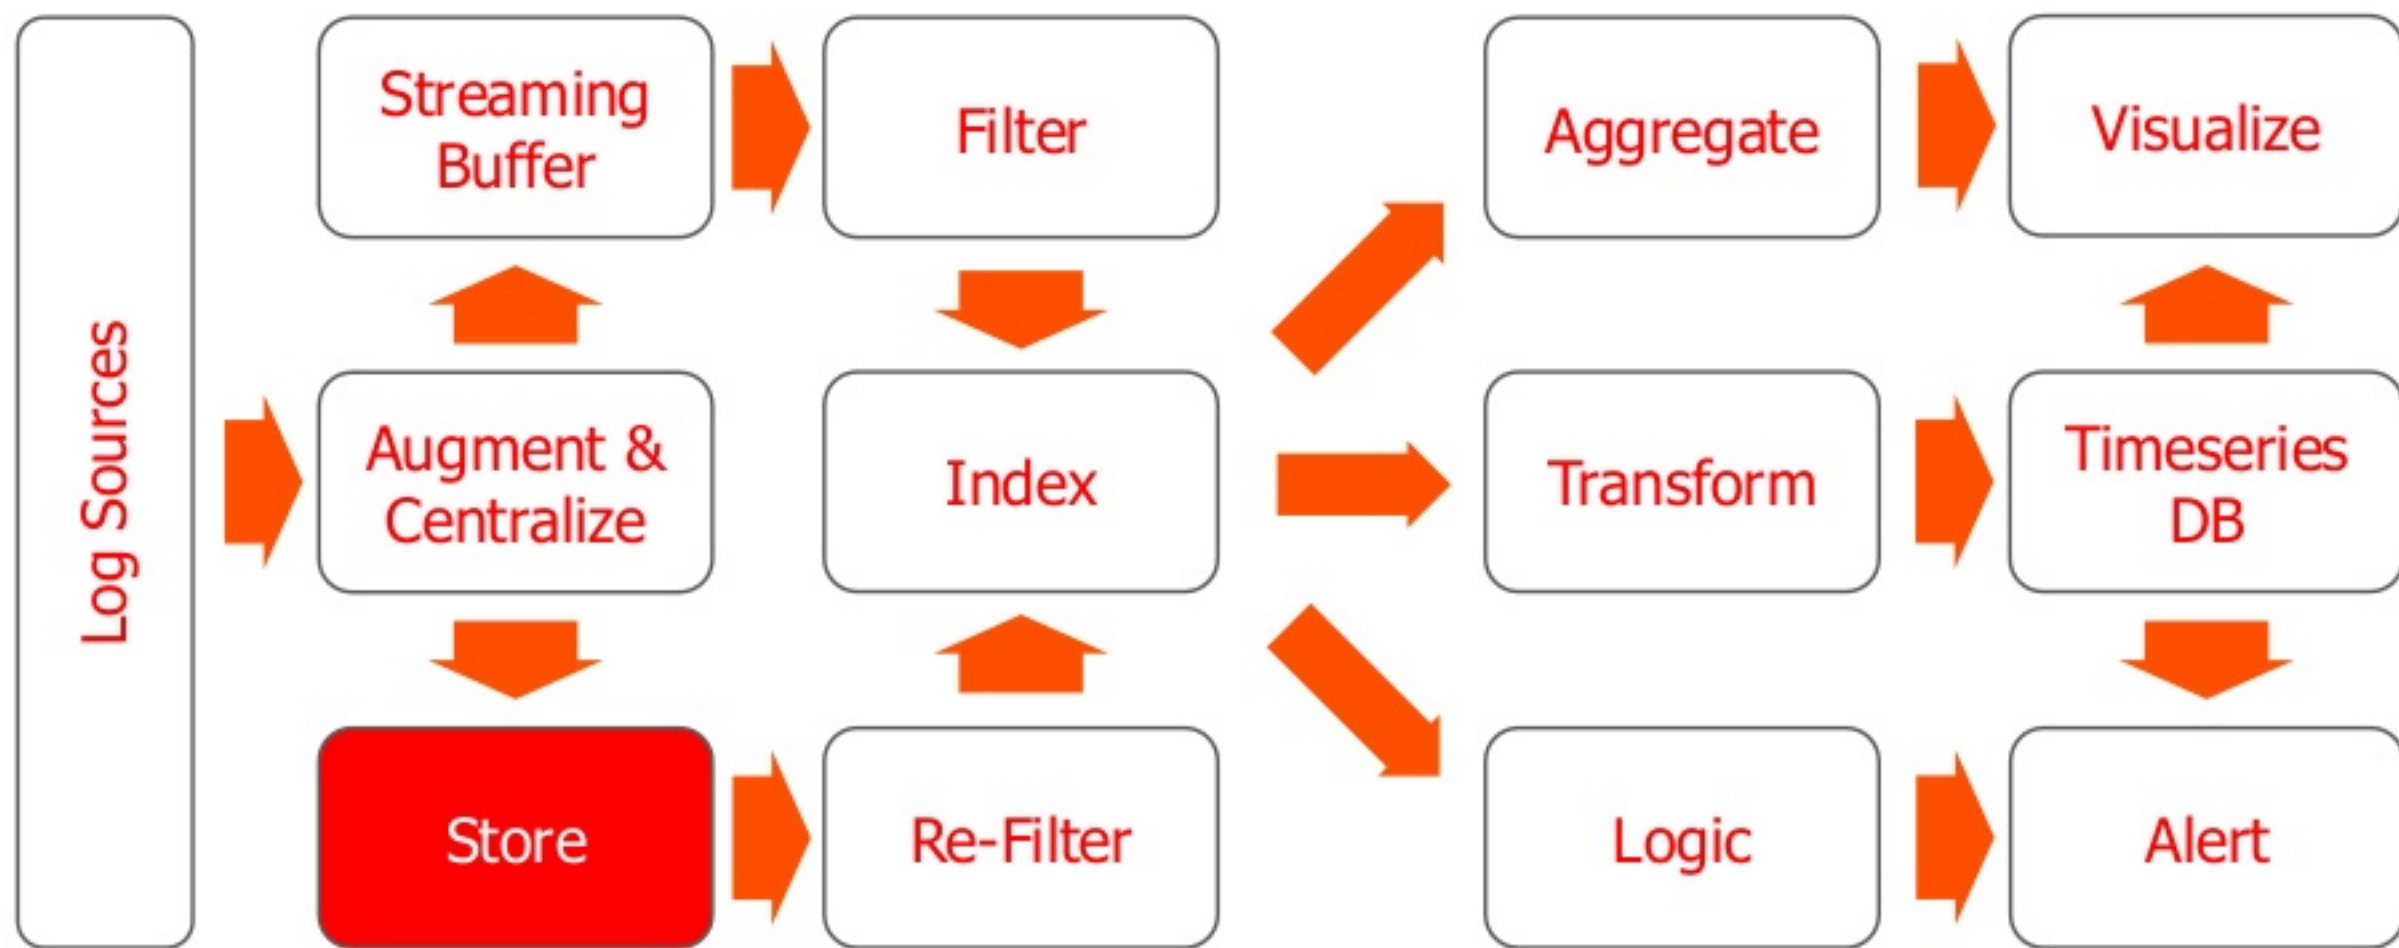 Log Sources
Streaming
Buffer
Filter
Aggregate
Visualize
Augment &
Centralize
Index
Transform
Timeseries
DB
Store
Re-Filter
Logic
Alert